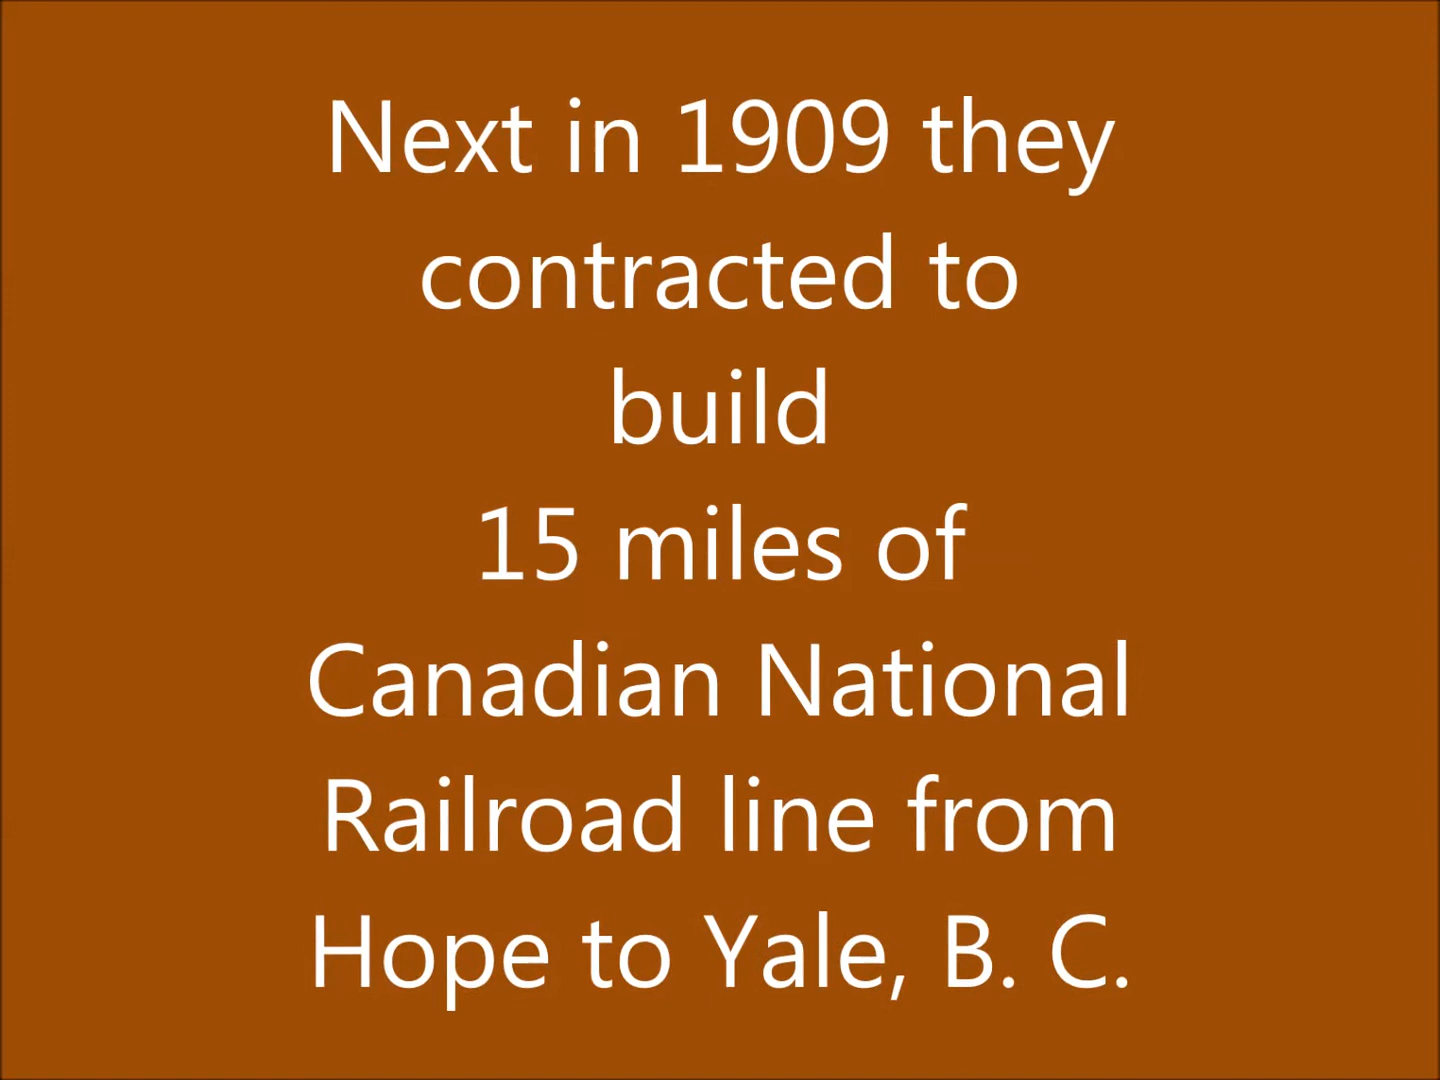 Next in 1909 they
contracted to
build
15 miles of
Canadian National
Railroad line from
Hope to Yale, B. C.